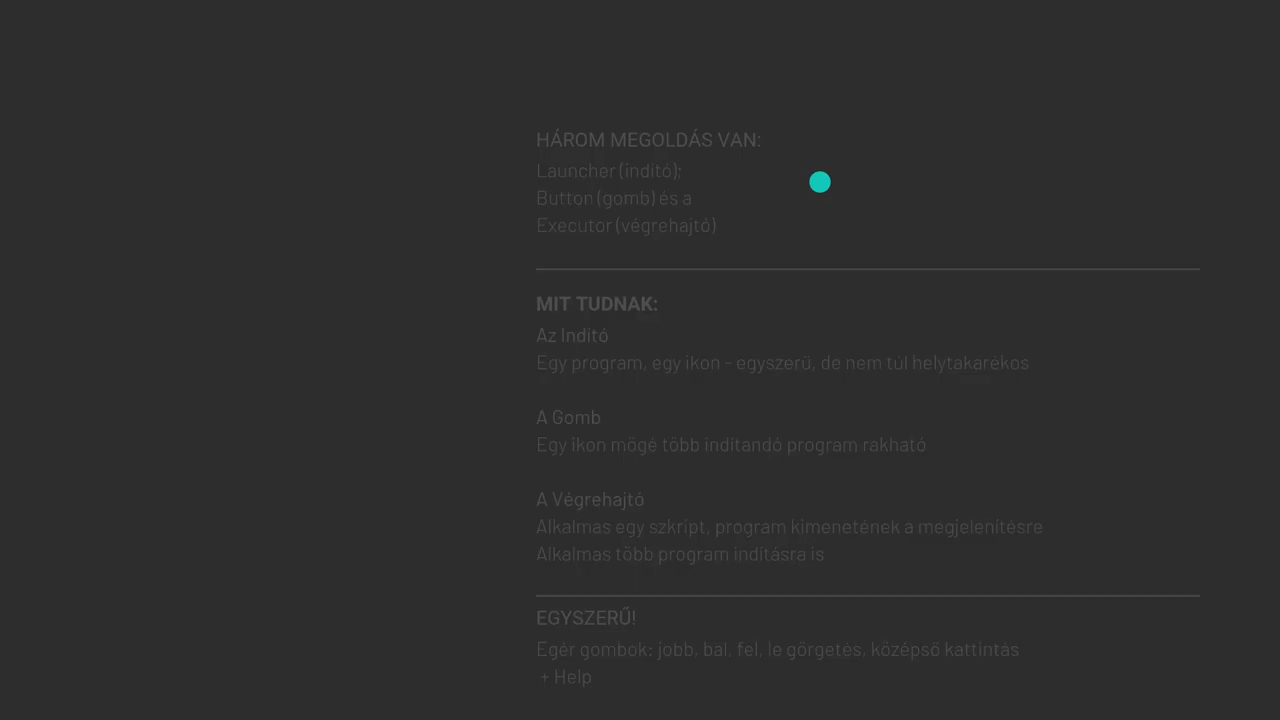 HÁROM MEGOLDÁS VAN:
Launcher (indító);
Button (gomb) és a
Executor (végrehajtó)
MIT TUDNAK:
Az Indító
Egy program, egy ikon - egyszerű, de nem túl helytakarékos
A Gomb
Egy ikon mögé több indítandó program rakható
A Végrehajtó
Alkalmas egy szkript, program kimenetének a megjelenítésre
Alkalmas több program indításra is
EGYSZERŰ!
Egér gombok: jobb, bal, fel, le görgetés, középső kattintás
+ Help